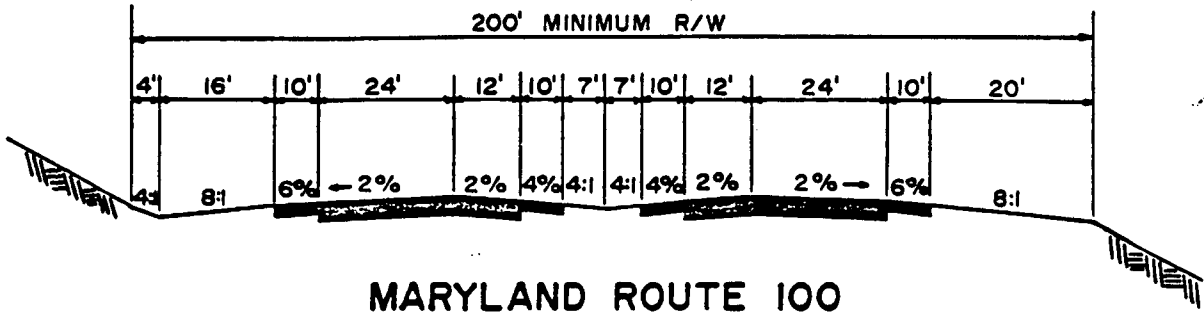 200' MINIMUM R/W
4' 16' 10' 24' 12' 10' 7' 7' 10' 12' 24' 10' 20'
4:1 8:1 6% ←2% 2% 4% 4:1 4:1 4% 2% 2%→ 6% 8:1
MARYLAND ROUTE 100